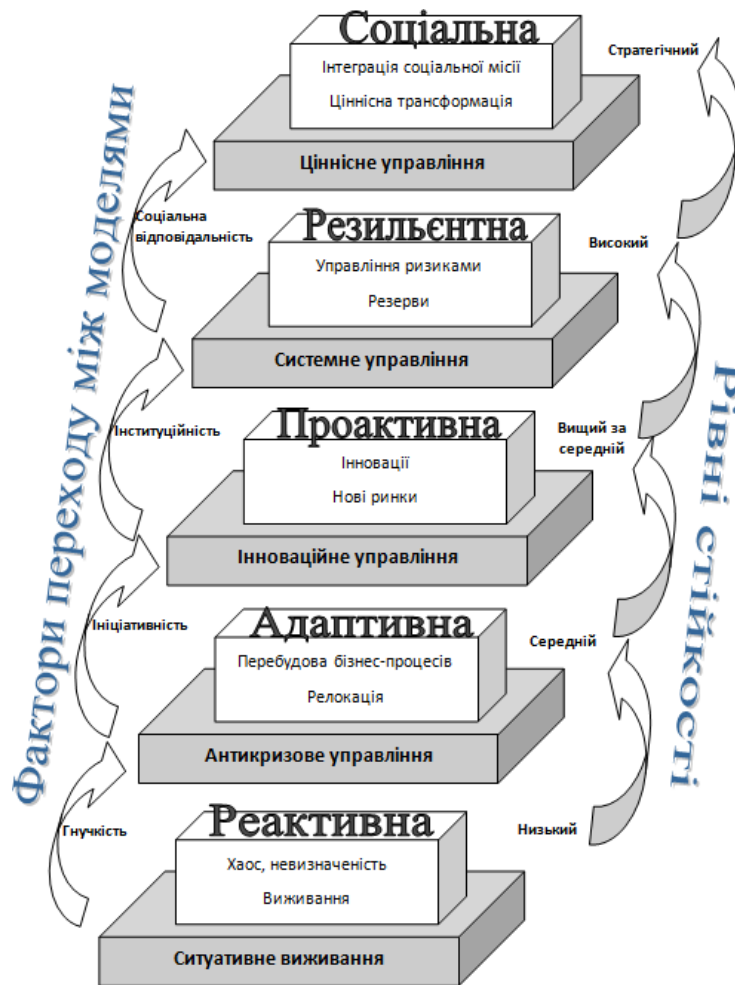 Соціальна
Стратегічний
Інтеграція соціальної місії
Ціннісна трансформація
Ціннісне управління
Соціальна
відповідальність
Резильєнтна
Високий
Управління ризиками
Резерви
Системне управління
Інституційність
Проактивна
Вищий за
середній
Інновації
Нові ринки
Інноваційне управління
Ініціативність
Адаптивна
Середній
Перебудова бізнес-процесів
Релокація
Антикризове управління
Гнучкість
Реактивна
Низький
Хаос, невизначеність
Виживання
Ситуативне виживання
Фактори переходу між моделями
Рівні стійкості